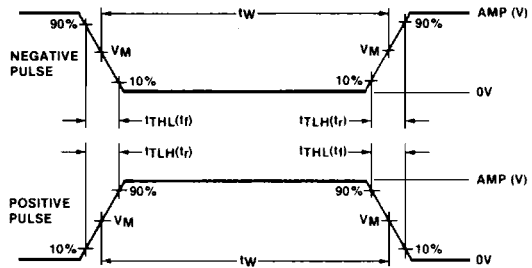 tW
AMP (V)
90%
90%
NEGATIVE
PULSE
VM
VM
10%
10%
0V
tTHL(tf)
tTLH(tr)
tTLH(tr)
tTHL(tf)
AMP (V)
90%
90%
POSITIVE
PULSE
VM
VM
10%
10%
tW
0V